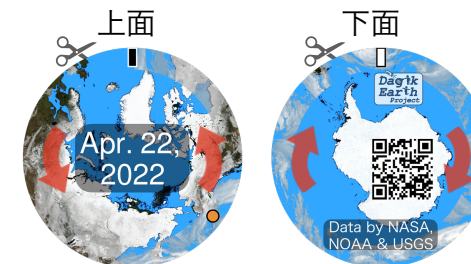 上面
下面
Apr. 22,
2022
Dagik
Earth
Project
Data by NASA,
NOAA & USGS